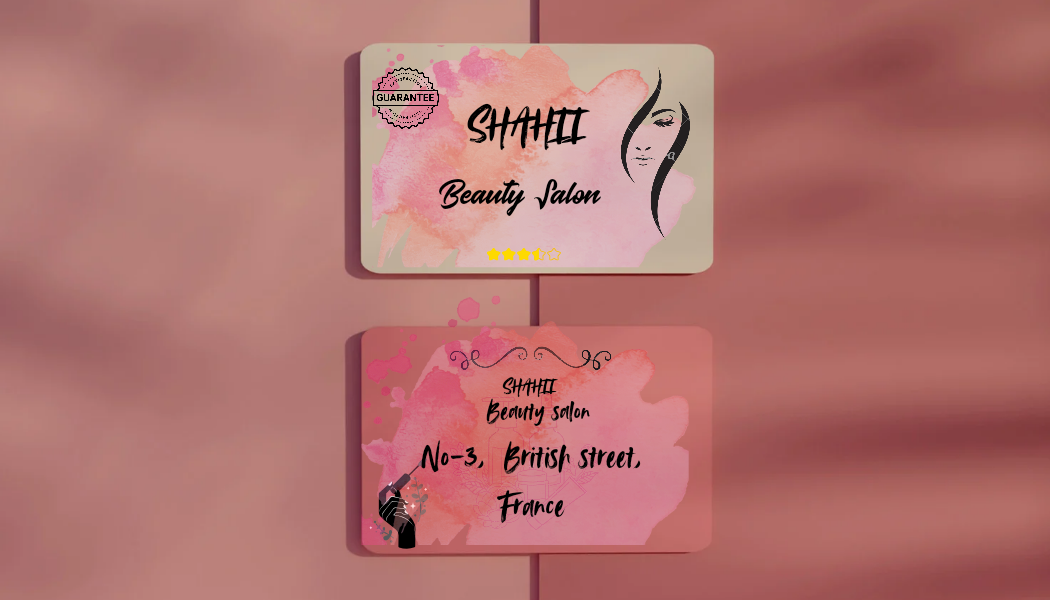 GUARANTEE
SHAHII
Beauty Salon
SHAHII
Beauty salon
No-3, British street,
France